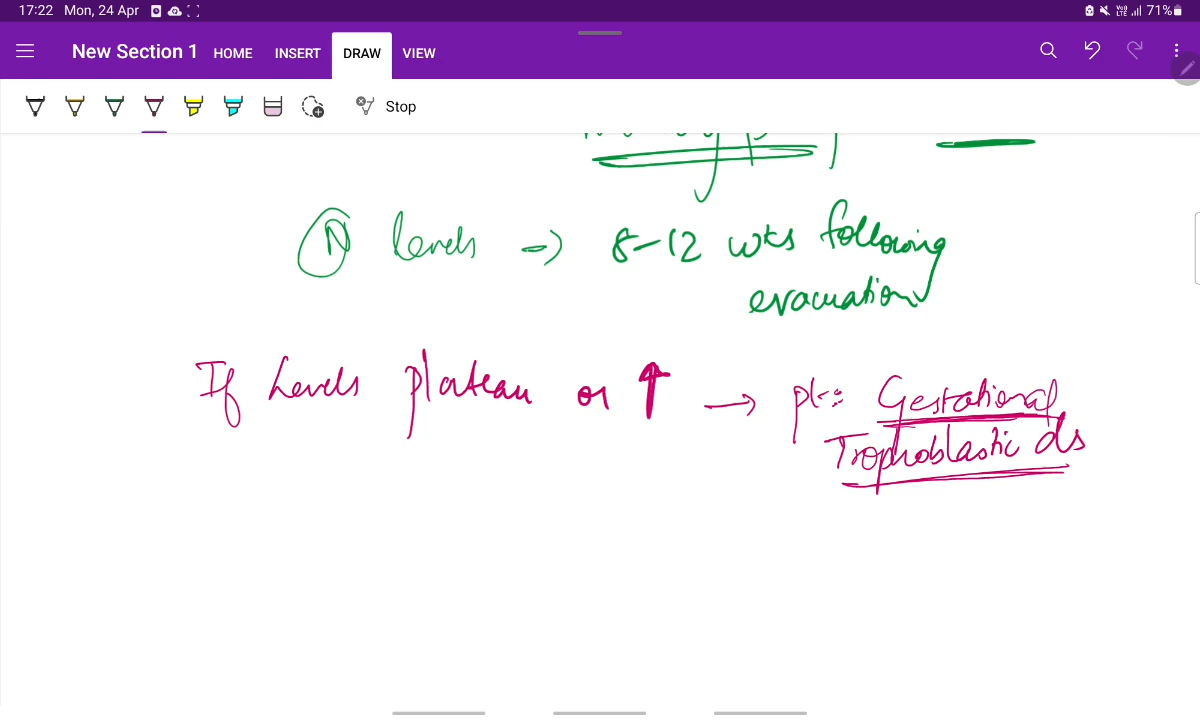 17:22 Mon, 24 Apr 71%
New Section 1 HOME INSERT DRAW VIEW
Stop
N levels => 8-12 wks following
evacuation
If Levels plateau or ↑ → Gestational
Trophoblastic ds